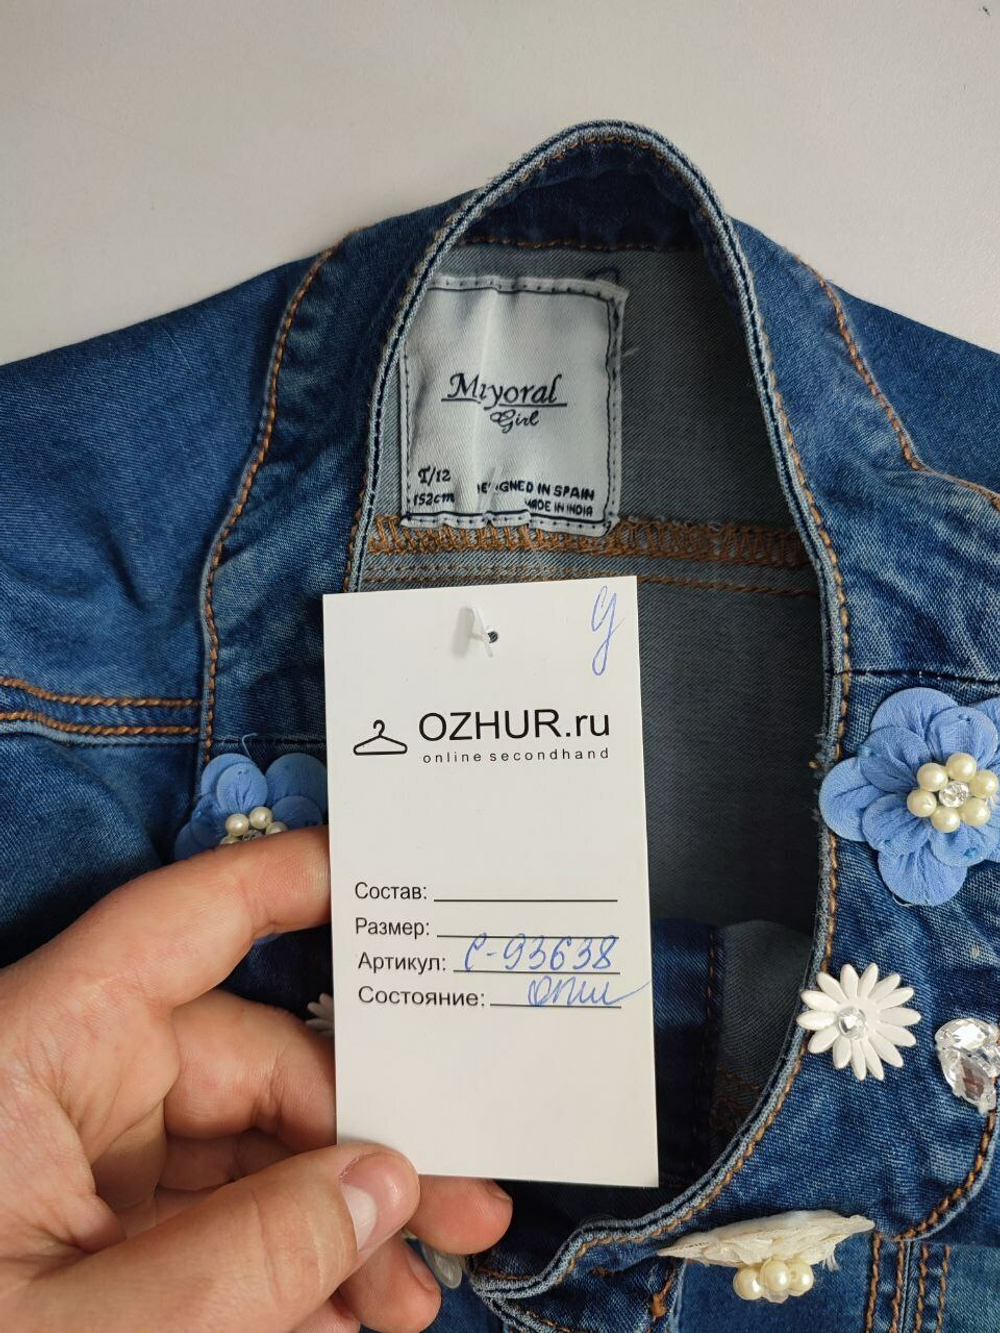 Mayoral
Girl
T/12
152cm
DESIGNED IN SPAIN
MADE IN INDIA
OZHUR.ru
online secondhand
Состав:
Размер:
Артикул: С-93638
Состояние: отл